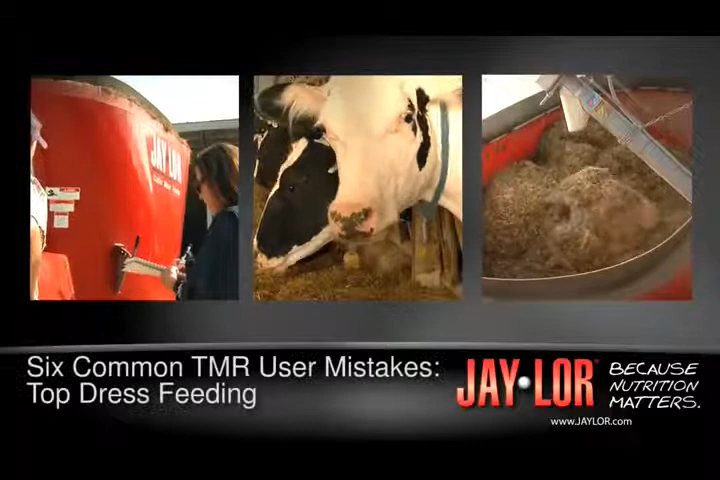 JAY LOR
Six Common TMR User Mistakes:
Top Dress Feeding
JAY•LOR
BECAUSE
NUTRITION
MATTERS.
www.JAYLOR.com